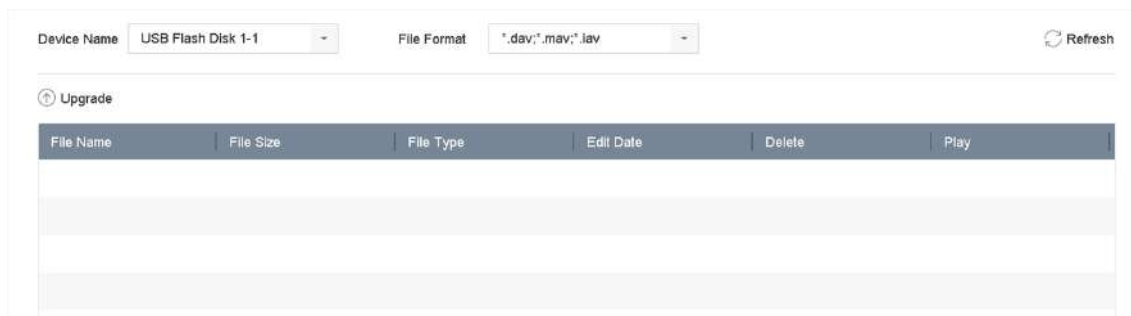 Device Name USB Flash Disk 1-1 File Format *.dav;*.mav;*.iav Refresh
Upgrade
File Name File Size File Type Edit Date Delete Play